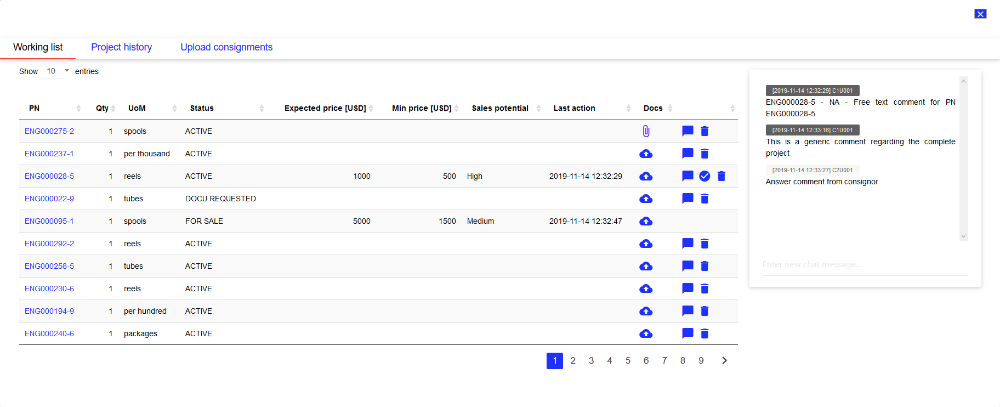 Working list Project history Upload consignments
Show 10 entries
PN Qty UoM Status Expected price [USD] Min price [USD] Sales potential Last action Docs
ENG000275-2 1 spools ACTIVE
ENG000237-1 1 per thousand ACTIVE
ENG000028-5 1 reels ACTIVE 1000 500 High 2019-11-14 12:32:29
ENG000022-9 1 tubes DOCU REQUESTED
ENG000095-1 1 spools FOR SALE 5000 1500 Medium 2019-11-14 12:32:47
ENG000292-2 1 reels ACTIVE
ENG000258-5 1 tubes ACTIVE
ENG000230-6 1 reels ACTIVE
ENG000194-9 1 per hundred ACTIVE
ENG000240-6 1 packages ACTIVE
1 2 3 4 5 6 7 8 9
[2019-11-14 12:32:29] C1U001
ENG000028-5 - NA - Free text comment for PN
ENG000028-5
[2019-11-14 12:33:16] C1U001
This is a generic comment regarding the complete
project
[2019-11-14 12:33:27] C2U001
Answer comment from consignor
Enter new chat message...